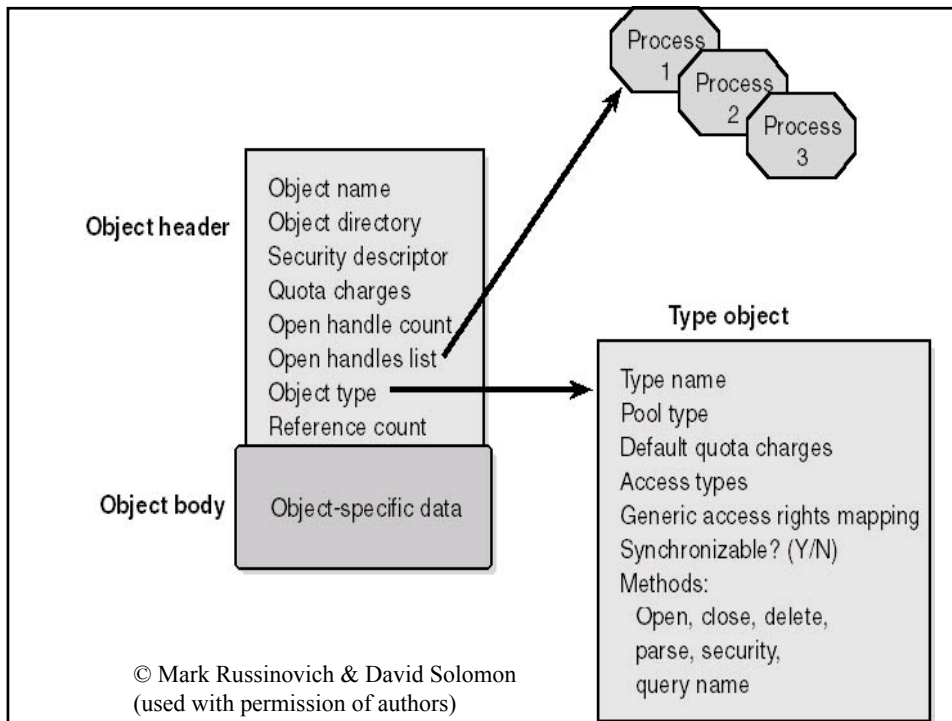 Process
1
Process
2
Process
3
Object header
Object name
Object directory
Security descriptor
Quota charges
Open handle count
Open handles list
Object type
Reference count
Object body
Object-specific data
Type object
Type name
Pool type
Default quota charges
Access types
Generic access rights mapping
Synchronizable? (Y/N)
Methods:
Open, close, delete,
parse, security,
query name
© Mark Russinovich & David Solomon
(used with permission of authors)